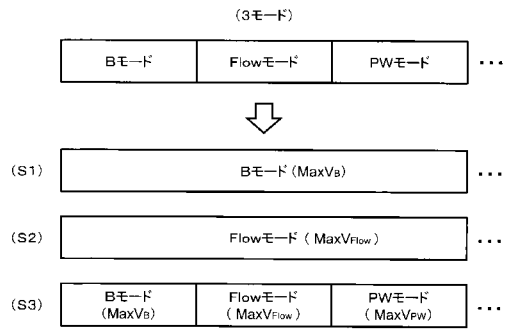 (3モード)
Bモード Flowモード PWモード ･･･
(S1) Bモード(MaxVB) ･･･
(S2) Flowモード( MaxVFlow ) ･･･
(S3) Bモード Flowモード PWモード ･･･
(MaxVB) ( MaxVFlow ) ( MaxVPW )